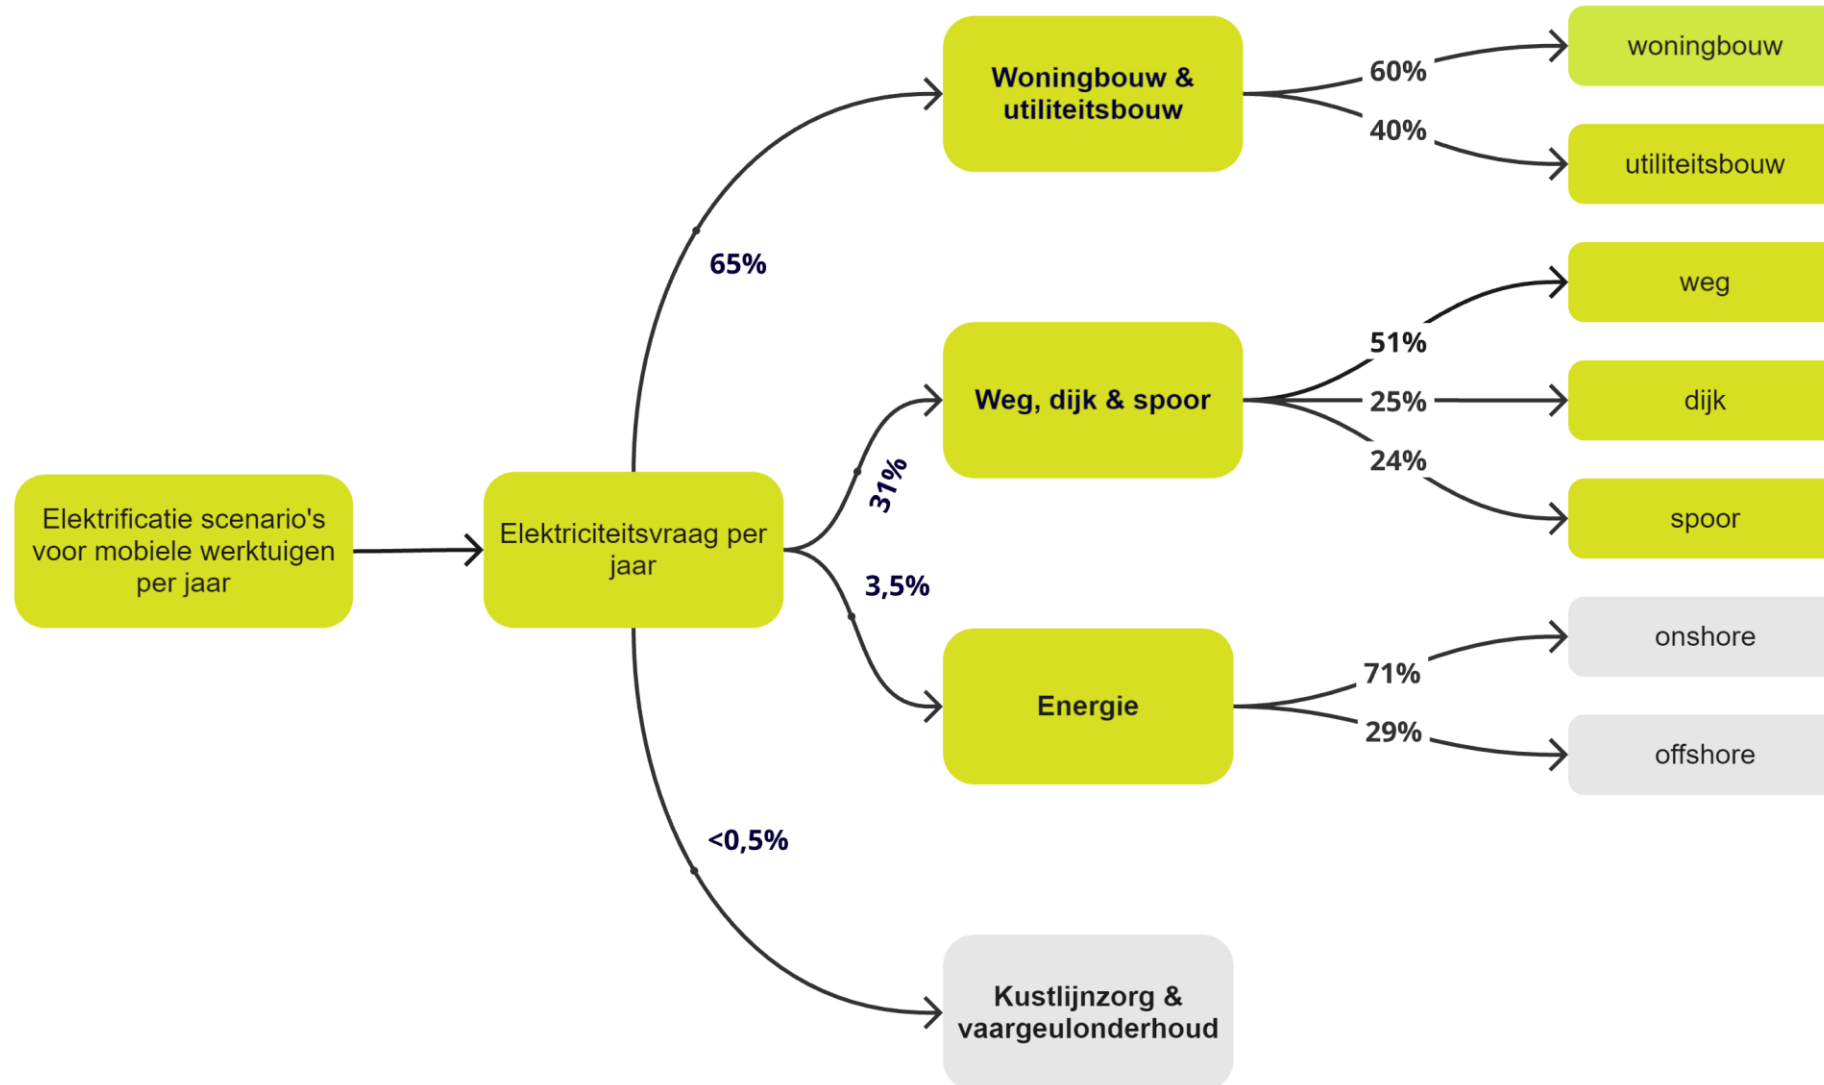 Elektrificatie scenario's
voor mobiele werktuigen
per jaar
Elektriciteitsvraag per
jaar
65%
31%
3,5%
<0,5%
Woningbouw &
utiliteitsbouw
60%
40%
woningbouw
utiliteitsbouw
Weg, dijk & spoor
51%
25%
24%
weg
dijk
spoor
Energie
71%
29%
onshore
offshore
Kustlijnzorg &
vaargeulonderhoud